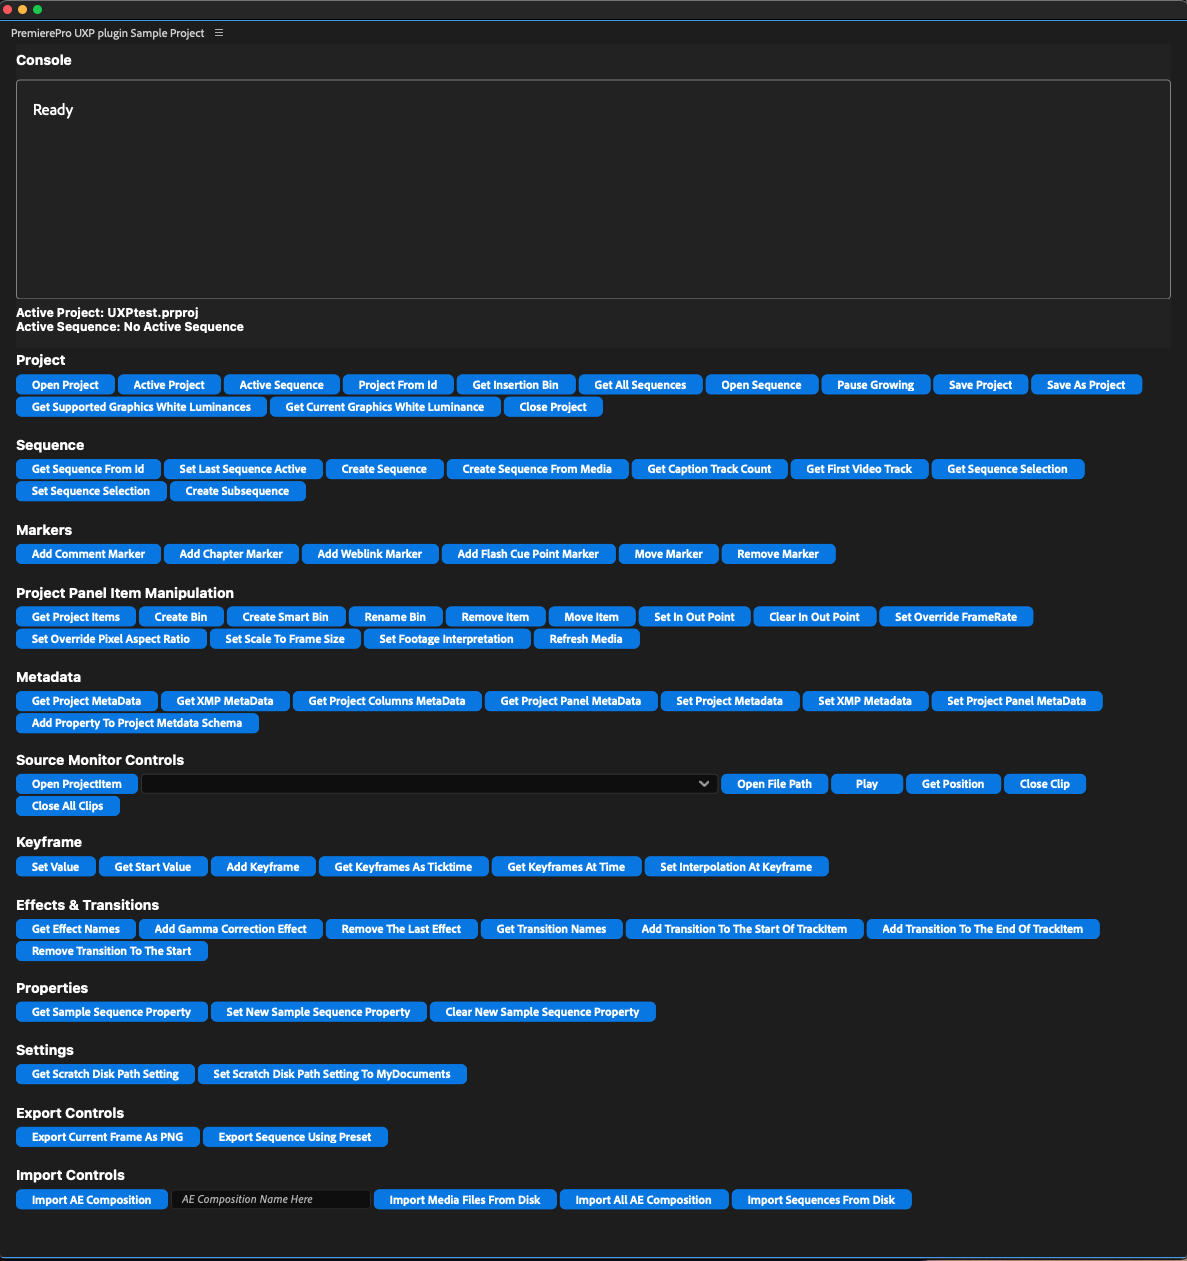 PremierePro UXP plugin Sample Project
Console
Ready
Active Project: UXPtest.prproj
Active Sequence: No Active Sequence
Project
Open Project Active Project Active Sequence Project From Id Get Insertion Bin Get All Sequences Open Sequence Pause Growing Save Project Save As Project
Get Supported Graphics White Luminances Get Current Graphics White Luminance Close Project
Sequence
Get Sequence From Id Set Last Sequence Active Create Sequence Create Sequence From Media Get Caption Track Count Get First Video Track Get Sequence Selection
Set Sequence Selection Create Subsequence
Markers
Add Comment Marker Add Chapter Marker Add Weblink Marker Add Flash Cue Point Marker Move Marker Remove Marker
Project Panel Item Manipulation
Get Project Items Create Bin Create Smart Bin Rename Bin Remove Item Move Item Set In Out Point Clear In Out Point Set Override FrameRate
Set Override Pixel Aspect Ratio Set Scale To Frame Size Set Footage Interpretation Refresh Media
Metadata
Get Project MetaData Get XMP MetaData Get Project Columns MetaData Get Project Panel MetaData Set Project Metadata Set XMP Metadata Set Project Panel MetaData
Add Property To Project Metdata Schema
Source Monitor Controls
Open ProjectItem Open File Path Play Get Position Close Clip
Close All Clips
Keyframe
Set Value Get Start Value Add Keyframe Get Keyframes As Ticktime Get Keyframes At Time Set Interpolation At Keyframe
Effects & Transitions
Get Effect Names Add Gamma Correction Effect Remove The Last Effect Get Transition Names Add Transition To The Start Of TrackItem Add Transition To The End Of TrackItem
Remove Transition To The Start
Properties
Get Sample Sequence Property Set New Sample Sequence Property Clear New Sample Sequence Property
Settings
Get Scratch Disk Path Setting Set Scratch Disk Path Setting To MyDocuments
Export Controls
Export Current Frame As PNG Export Sequence Using Preset
Import Controls
Import AE Composition AE Composition Name Here Import Media Files From Disk Import All AE Composition Import Sequences From Disk